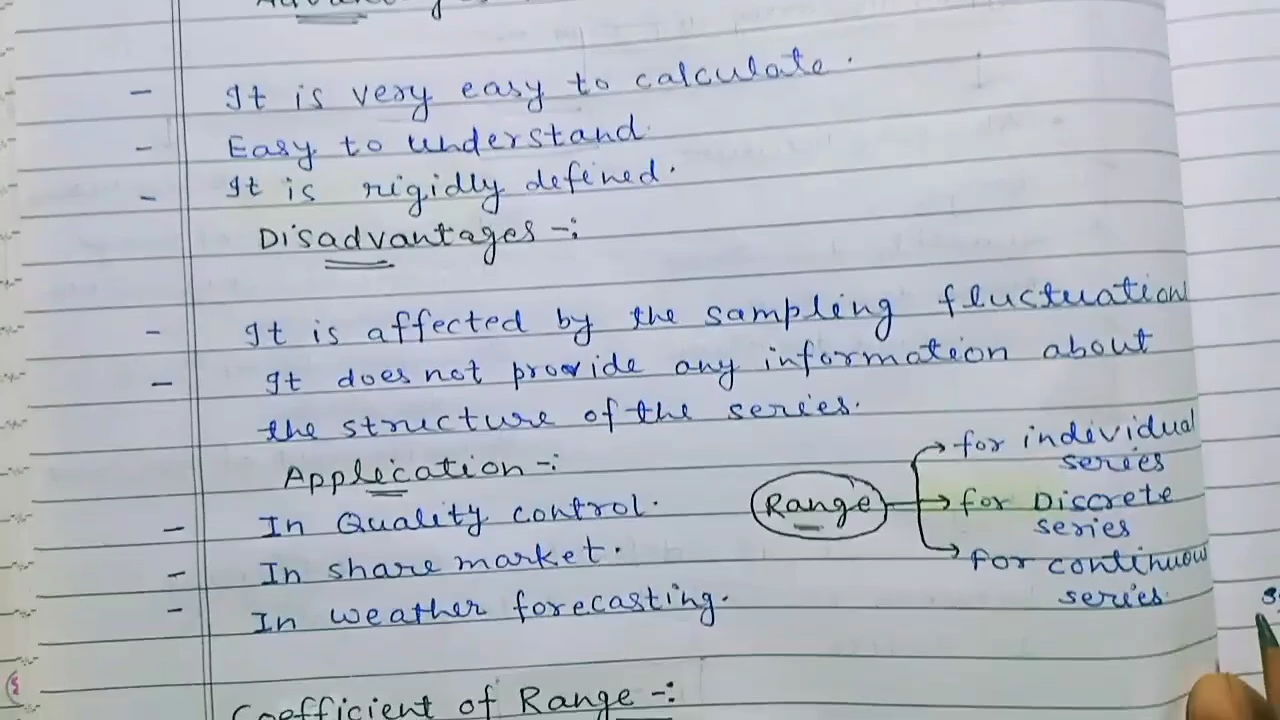 - It is very easy to calculate.
- Easy to understand.
- It is rigidly defined.
Disadvantages -:
- It is affected by the sampling fluctuation
- It does not provide any information about
the structure of the series.
Application -:
- In Quality control.
- In share market.
- In weather forecasting.
Range
for individual
series
for Discrete
series
for continuous
series
Coefficient of Range -: